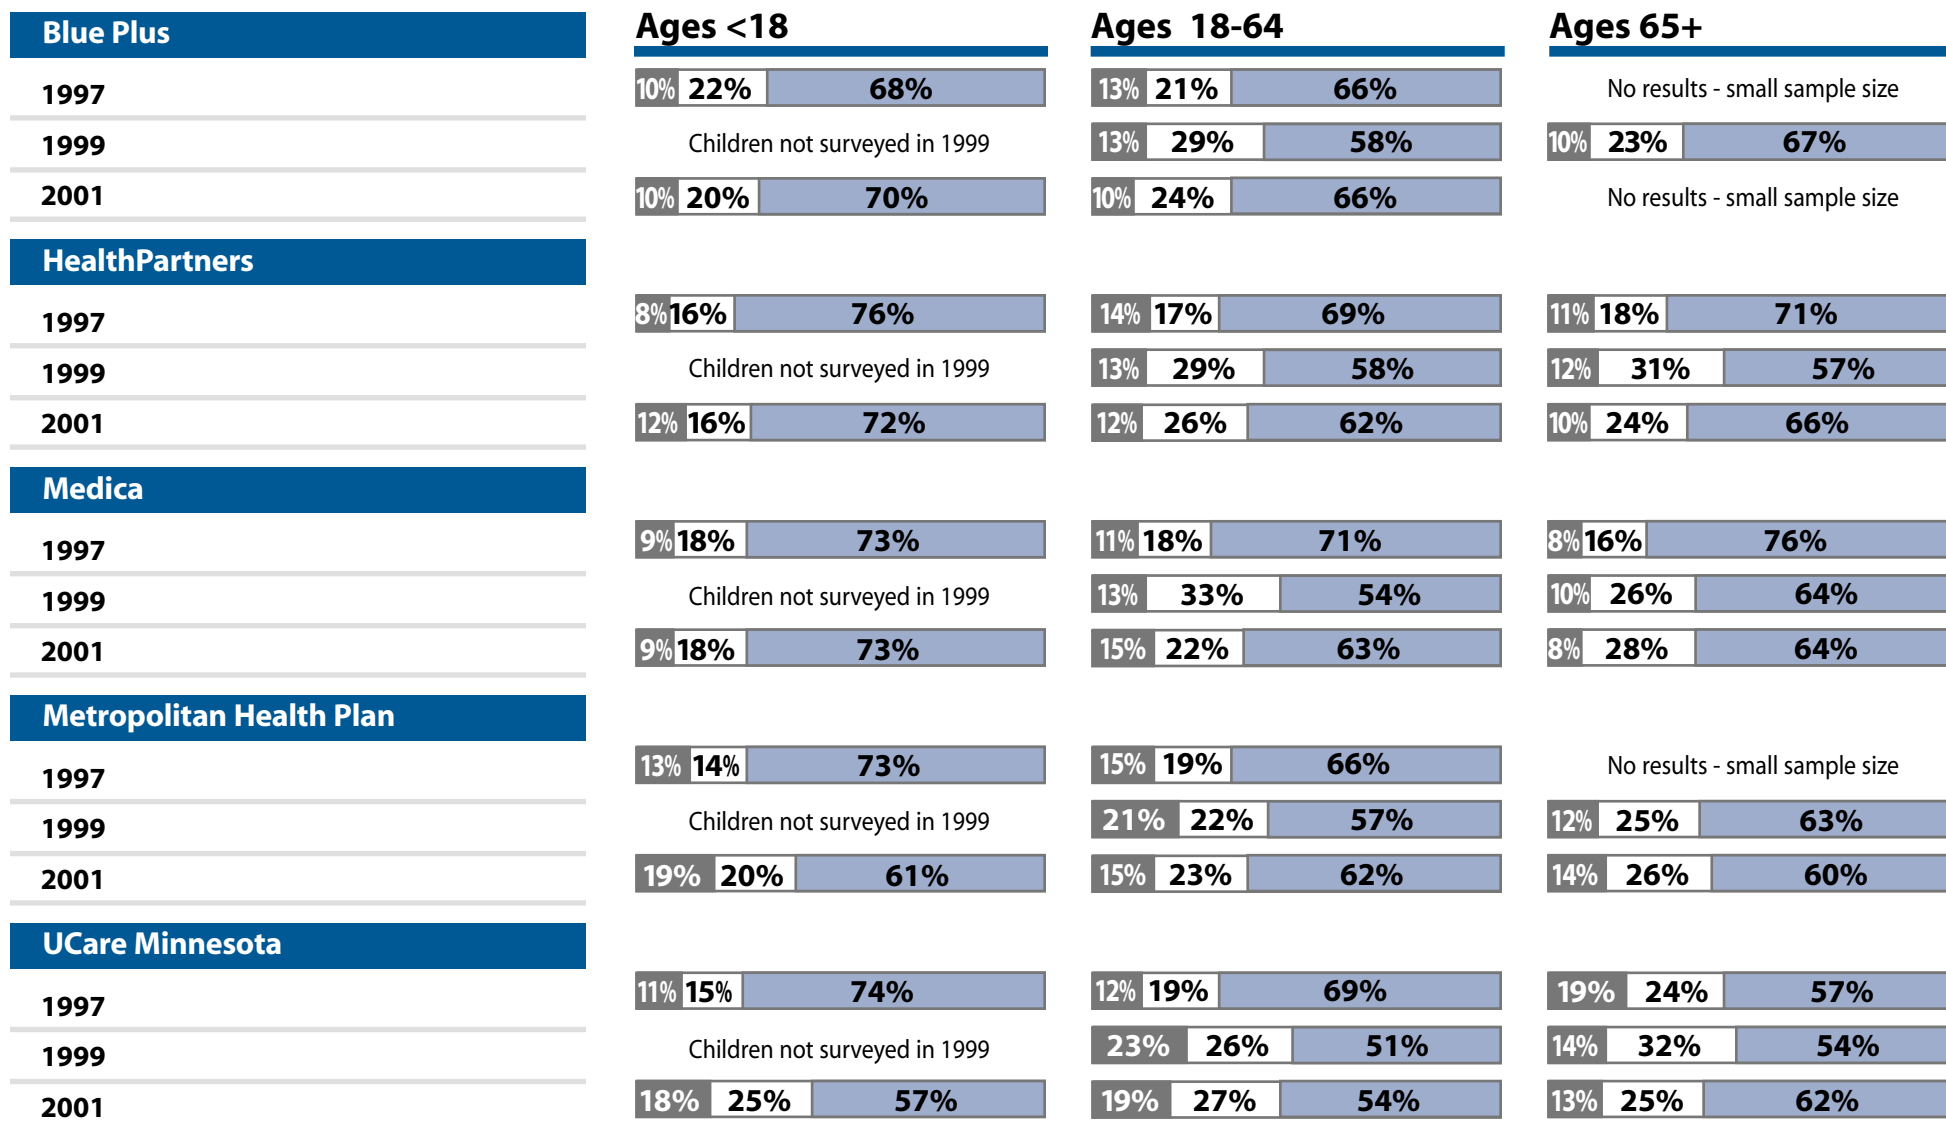 Blue Plus Ages <18 Ages 18-64 Ages 65+
1997 10% 22% 68% 13% 21% 66% No results - small sample size
1999 Children not surveyed in 1999 13% 29% 58% 10% 23% 67%
2001 10% 20% 70% 10% 24% 66% No results - small sample size
HealthPartners
1997 8% 16% 76% 14% 17% 69% 11% 18% 71%
1999 Children not surveyed in 1999 13% 29% 58% 12% 31% 57%
2001 12% 16% 72% 12% 26% 62% 10% 24% 66%
Medica
1997 9% 18% 73% 11% 18% 71% 8% 16% 76%
1999 Children not surveyed in 1999 13% 33% 54% 10% 26% 64%
2001 9% 18% 73% 15% 22% 63% 8% 28% 64%
Metropolitan Health Plan
1997 13% 14% 73% 15% 19% 66% No results - small sample size
1999 Children not surveyed in 1999 21% 22% 57% 12% 25% 63%
2001 19% 20% 61% 15% 23% 62% 14% 26% 60%
UCare Minnesota
1997 11% 15% 74% 12% 19% 69% 19% 24% 57%
1999 Children not surveyed in 1999 23% 26% 51% 14% 32% 54%
2001 18% 25% 57% 19% 27% 54% 13% 25% 62%